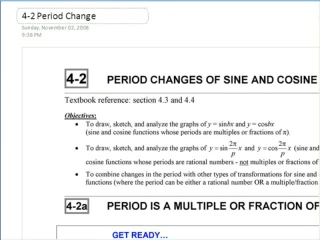 4-2 Period Change
Sunday, November 02, 2008
9:38 PM
4-2 PERIOD CHANGES OF SINE AND COSINE
Textbook reference: section 4.3 and 4.4
Objectives:
• To draw, sketch, and analyze the graphs of y = sinbx and y = cosbx
(sine and cosine functions whose periods are multiples or fractions of π).
• To draw, sketch, and analyze the graphs of y = sin 2π/p x and y = cos 2π/p x (sine and
cosine functions whose periods are rational numbers - not multiples or fractions of
• To combine changes in the period with other types of transformations for sine and
functions (where the period can be either a rational number OR a multiple/fraction
4-2a PERIOD IS A MULTIPLE OR FRACTION OF
GET READY…